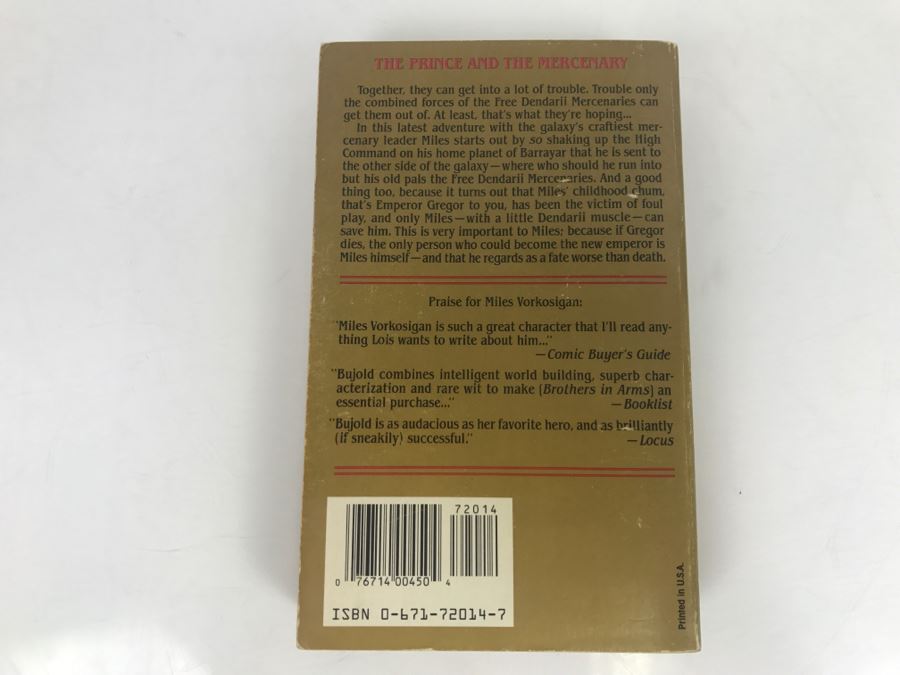 THE PRINCE AND THE MERCENARY
Together, they can get into a lot of trouble. Trouble only
the combined forces of the Free Dendarii Mercenaries can
get them out of. At least, that's what they're hoping...
In this latest adventure with the galaxy's craftiest mer-
cenary leader Miles starts out by so shaking up the High
Command on his home planet of Barrayar that he is sent to
the other side of the galaxy—where who should he run into
but his old pals the Free Dendarii Mercenaries. And a good
thing too, because it turns out that Miles' childhood chum,
that's Emperor Gregor to you, has been the victim of foul
play, and only Miles—with a little Dendarii muscle—can
save him. This is very important to Miles; because if Gregor
dies, the only person who could become the new emperor is
Miles himself—and that he regards as a fate worse than death.
Praise for Miles Vorkosigan:
"Miles Vorkosigan is such a great character that I'll read any-
thing Lois wants to write about him..."
—Comic Buyer's Guide
"Bujold combines intelligent world building, superb char-
acterization and rare wit to make [Brothers in Arms] an
essential purchase..." —Booklist
"Bujold is as audacious as her favorite hero, and as brilliantly
(if sneakily) successful." —Locus
72014
0 76714 00450 4
ISBN 0-671-72014-7
Printed in U.S.A.